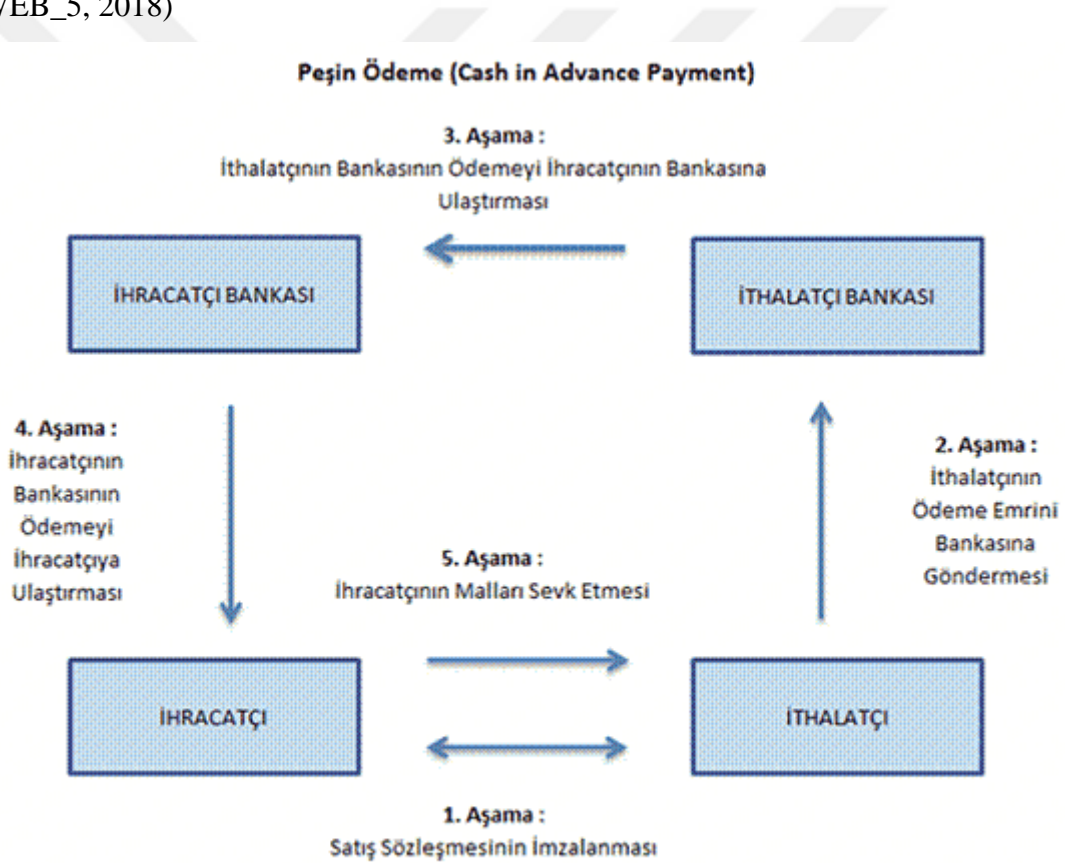 EB_5, 2018)
Peşin Ödeme (Cash in Advance Payment)
3. Aşama :
İthalatçının Bankasının Ödemeyi İhracatçının Bankasına
Ulaştırması
İHRACATÇI BANKASI
İTHALATÇI BANKASI
4. Aşama :
İhracatçının
Bankasının
Ödemeyi
İhracatçıya
Ulaştırması
2. Aşama :
İthalatçının
Ödeme Emrini
Bankasına
Göndermesi
5. Aşama :
İhracatçının Malları Sevk Etmesi
İHRACATÇI
İTHALATÇI
1. Aşama :
Satış Sözleşmesinin İmzalanması